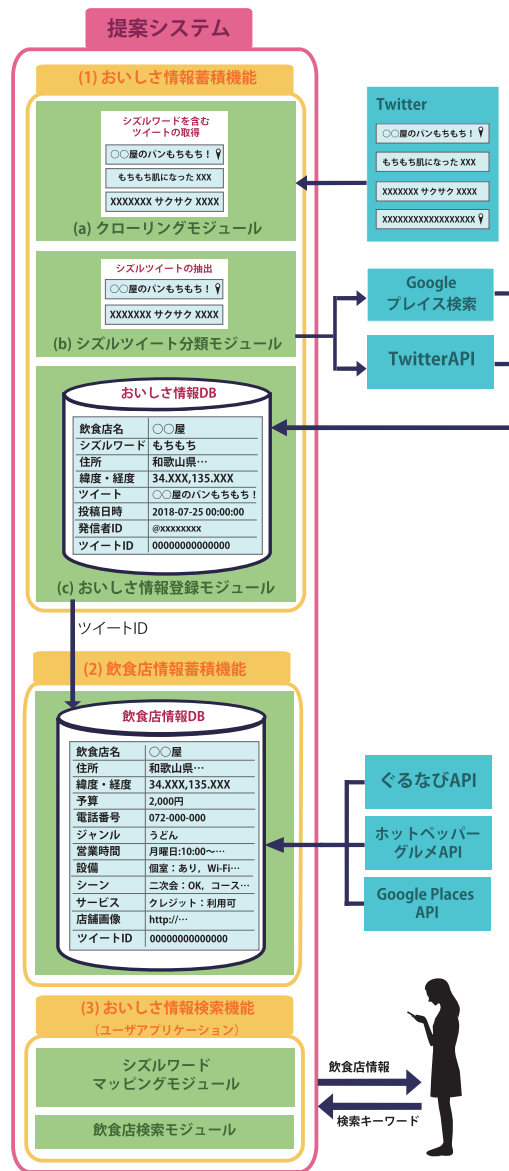 提案システム
(1) おいしさ情報蓄積機能
シズルワードを含む
ツイートの取得
○○屋のパンもちもち！
もちもち肌になった XXX
XXXXXXX サクサク XXXX
(a) クローリングモジュール
Twitter
○○屋のパンもちもち！
もちもち肌になった XXX
XXXXXXX サクサク XXXX
XXXXXXXXXXXXXXXXXX
シズルツイートの抽出
○○屋のパンもちもち！
XXXXXXX サクサク XXXX
(b) シズルツイート分類モジュール
Google
プレイス検索
TwitterAPI
おいしさ情報DB
飲食店名 ○○屋
シズルワード もちもち
住所 和歌山県…
緯度・経度 34.XXX,135.XXX
ツイート ○○屋のパンもちもち！
投稿日時 2018-07-25 00:00:00
発信者ID @xxxxxxxx
ツイートID 00000000000000
(c) おいしさ情報登録モジュール
ツイートID
(2) 飲食店情報蓄積機能
飲食店情報DB
飲食店名 ○○屋
住所 和歌山県…
緯度・経度 34.XXX,135.XXX
予算 2,000円
電話番号 072-000-000
ジャンル うどん
営業時間 月曜日:10:00〜…
設備 個室：あり，Wi-Fi…
シーン 二次会：OK，コース…
サービス クレジット：利用可
店舗画像 http://…
ツイートID 00000000000000
ぐるなびAPI
ホットペッパー
グルメAPI
Google Places
API
(3) おいしさ情報検索機能
（ユーザアプリケーション）
シズルワード
マッピングモジュール
飲食店検索モジュール
飲食店情報
検索キーワード